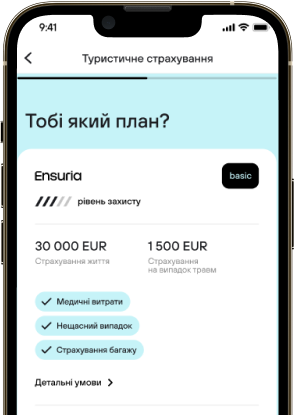 9:41
Туристичне страхування
Тобі який план?
Ensuria
basic
рівень захисту
30 000 EUR
Страхування життя
1 500 EUR
Страхування
на випадок травм
Медичні витрати
Нещасний випадок
Страхування багажу
Детальні умови